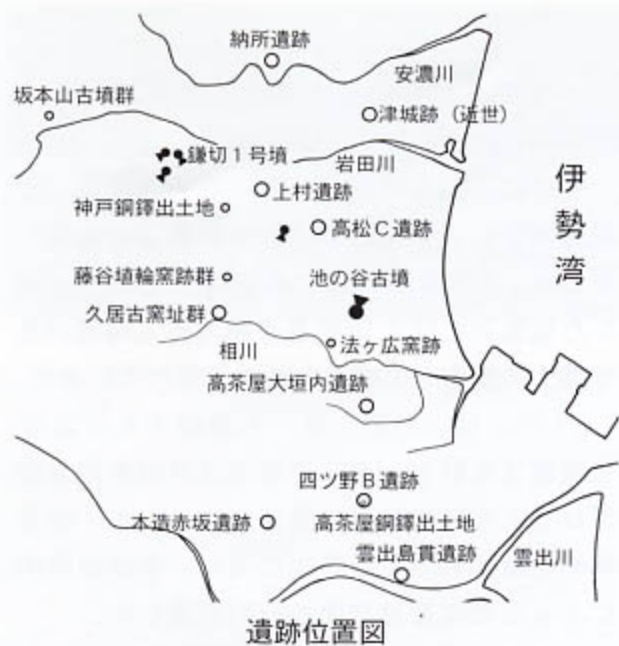 納所遺跡
安濃川
坂本山古墳群
津城跡（近世）
鎌切１号墳
岩田川
上村遺跡
伊勢湾
神戸銅鐸出土地
高松Ｃ遺跡
藤谷埴輪窯跡群
池の谷古墳
久居古窯址群
相川
法ヶ広窯跡
高茶屋大垣内遺跡
四ツ野Ｂ遺跡
木造赤坂遺跡
高茶屋銅鐸出土地
雲出島貫遺跡
雲出川
遺跡位置図